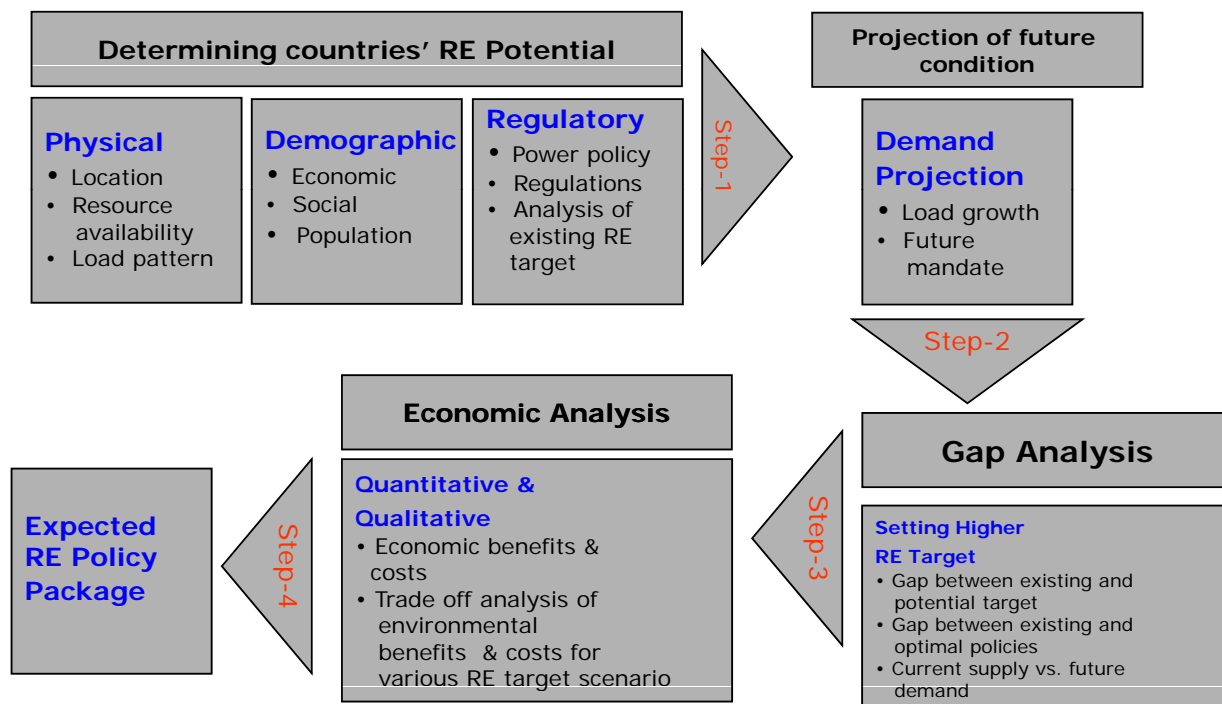 Determining countries' RE Potential
Physical
• Location
• Resource
availability
• Load pattern
Demographic
• Economic
• Social
• Population
Regulatory
• Power policy
• Regulations
• Analysis of
existing RE
target
Step-1
Projection of future
condition
Demand
Projection
• Load growth
• Future
mandate
Step-2
Gap Analysis
Setting Higher
RE Target
• Gap between existing and
potential target
• Gap between existing and
optimal policies
• Current supply vs. future
demand
Step-3
Economic Analysis
Quantitative &
Qualitative
• Economic benefits &
costs
• Trade off analysis of
environmental
benefits & costs for
various RE target scenario
Step-4
Expected
RE Policy
Package